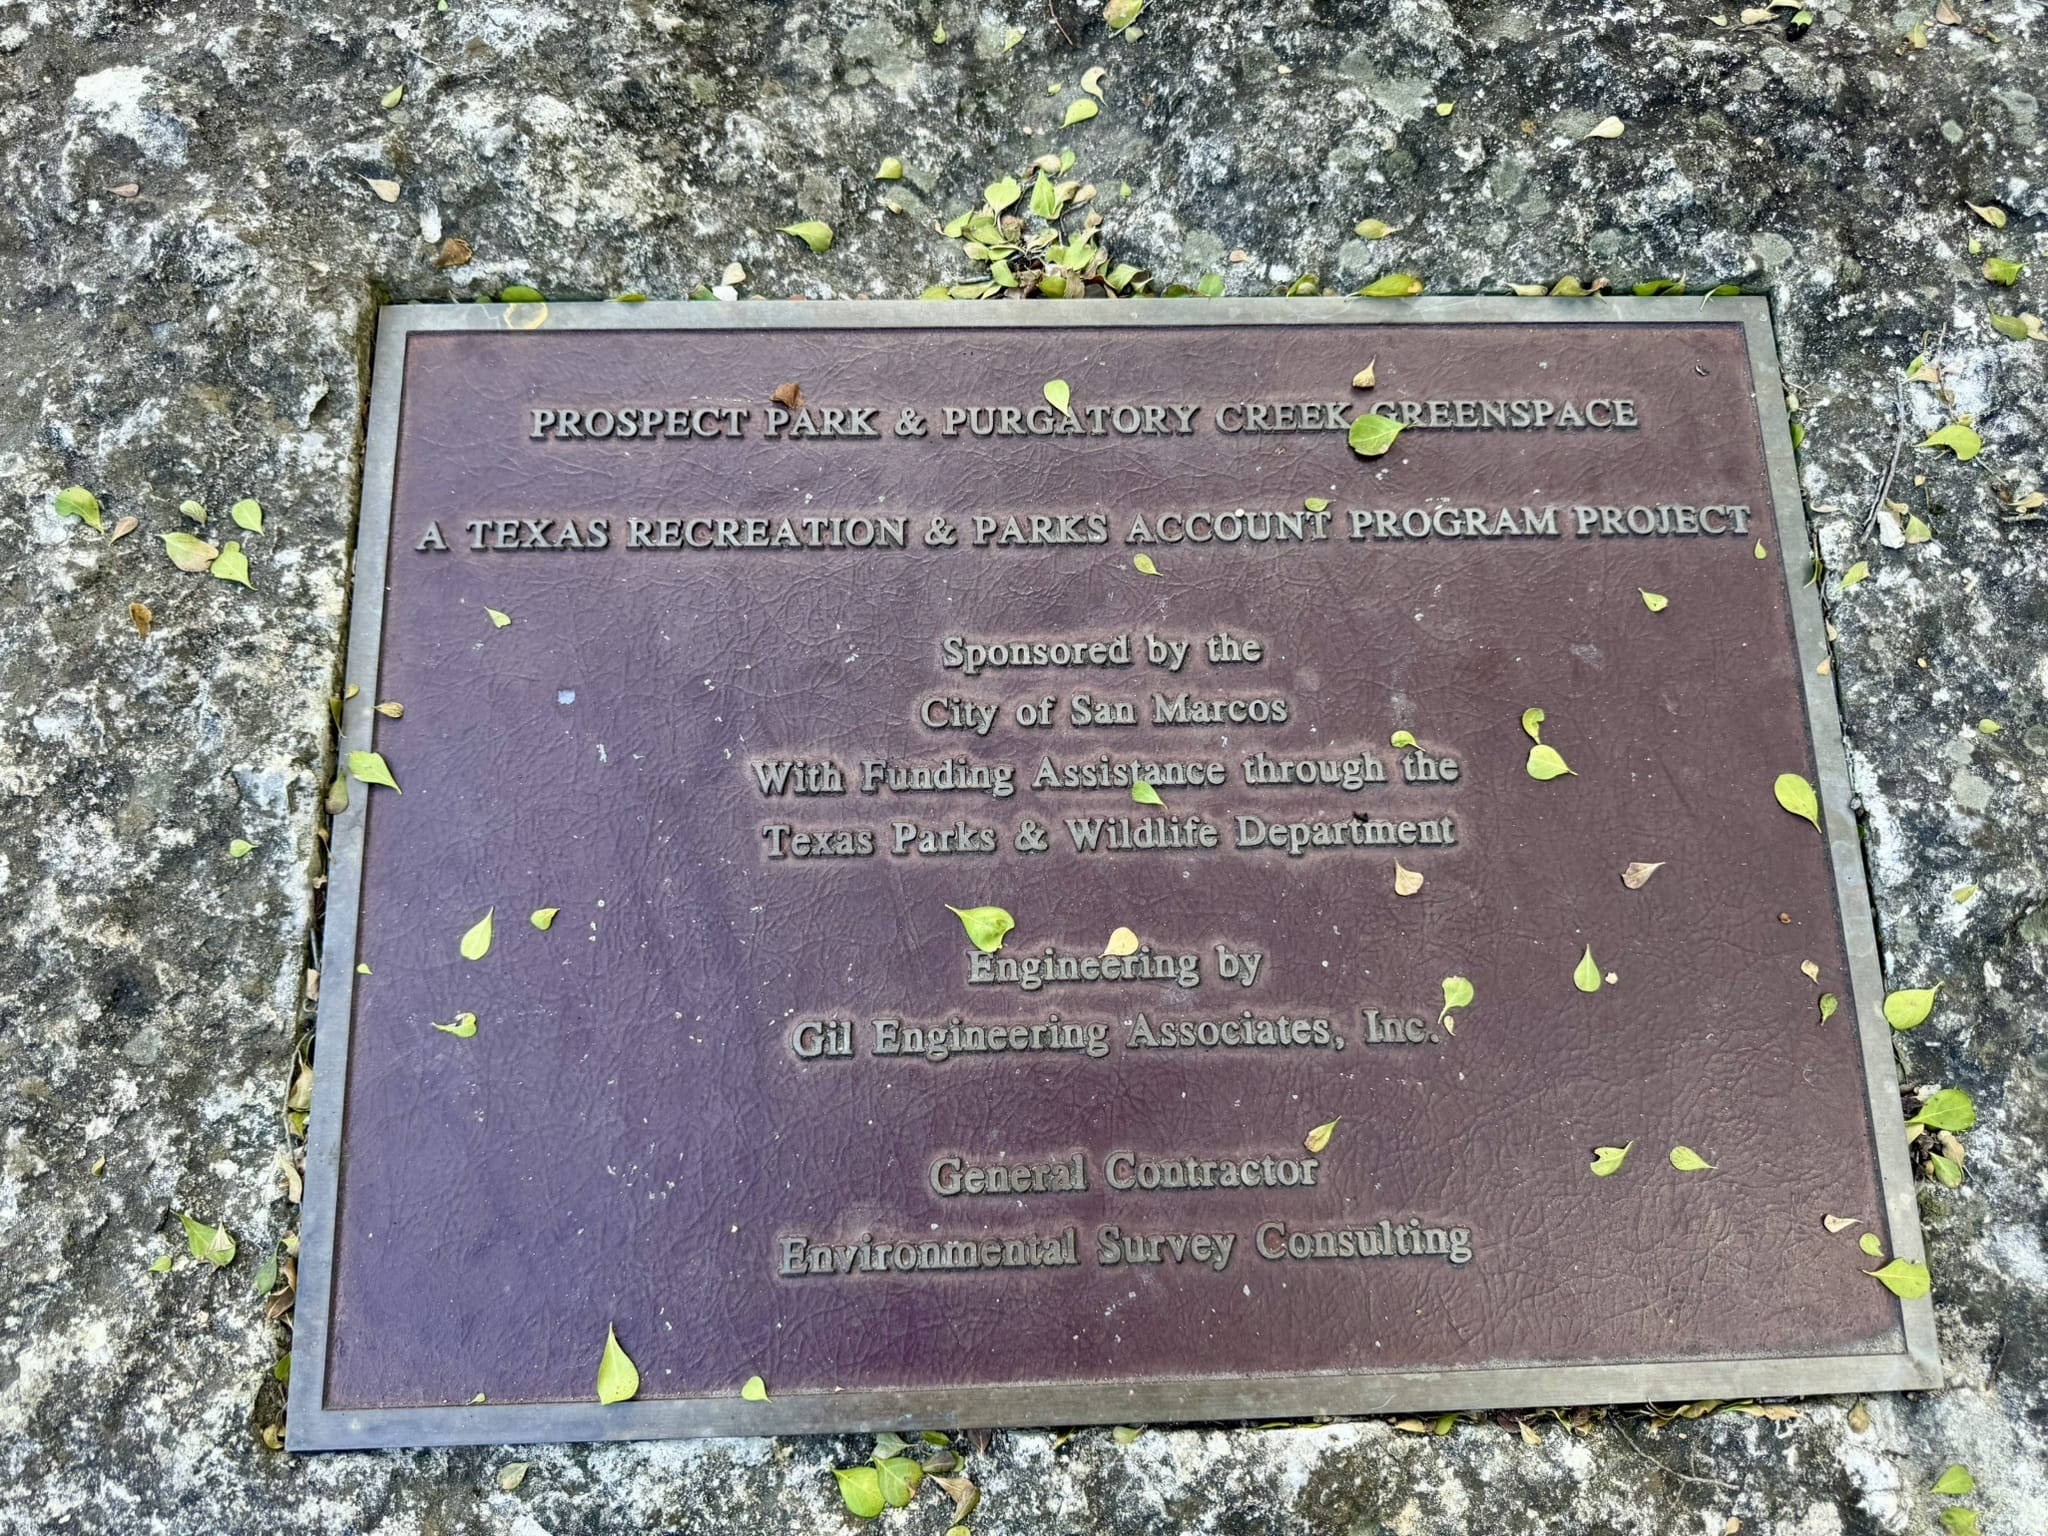 PROSPECT PARK & PURGATORY CREEK GREENSPACE
A TEXAS RECREATION & PARKS ACCOUNT PROGRAM PROJECT
Sponsored by the
City of San Marcos
With Funding Assistance through the
Texas Parks & Wildlife Department
Engineering by
Gil Engineering Associates, Inc.
General Contractor
Environmental Survey Consulting